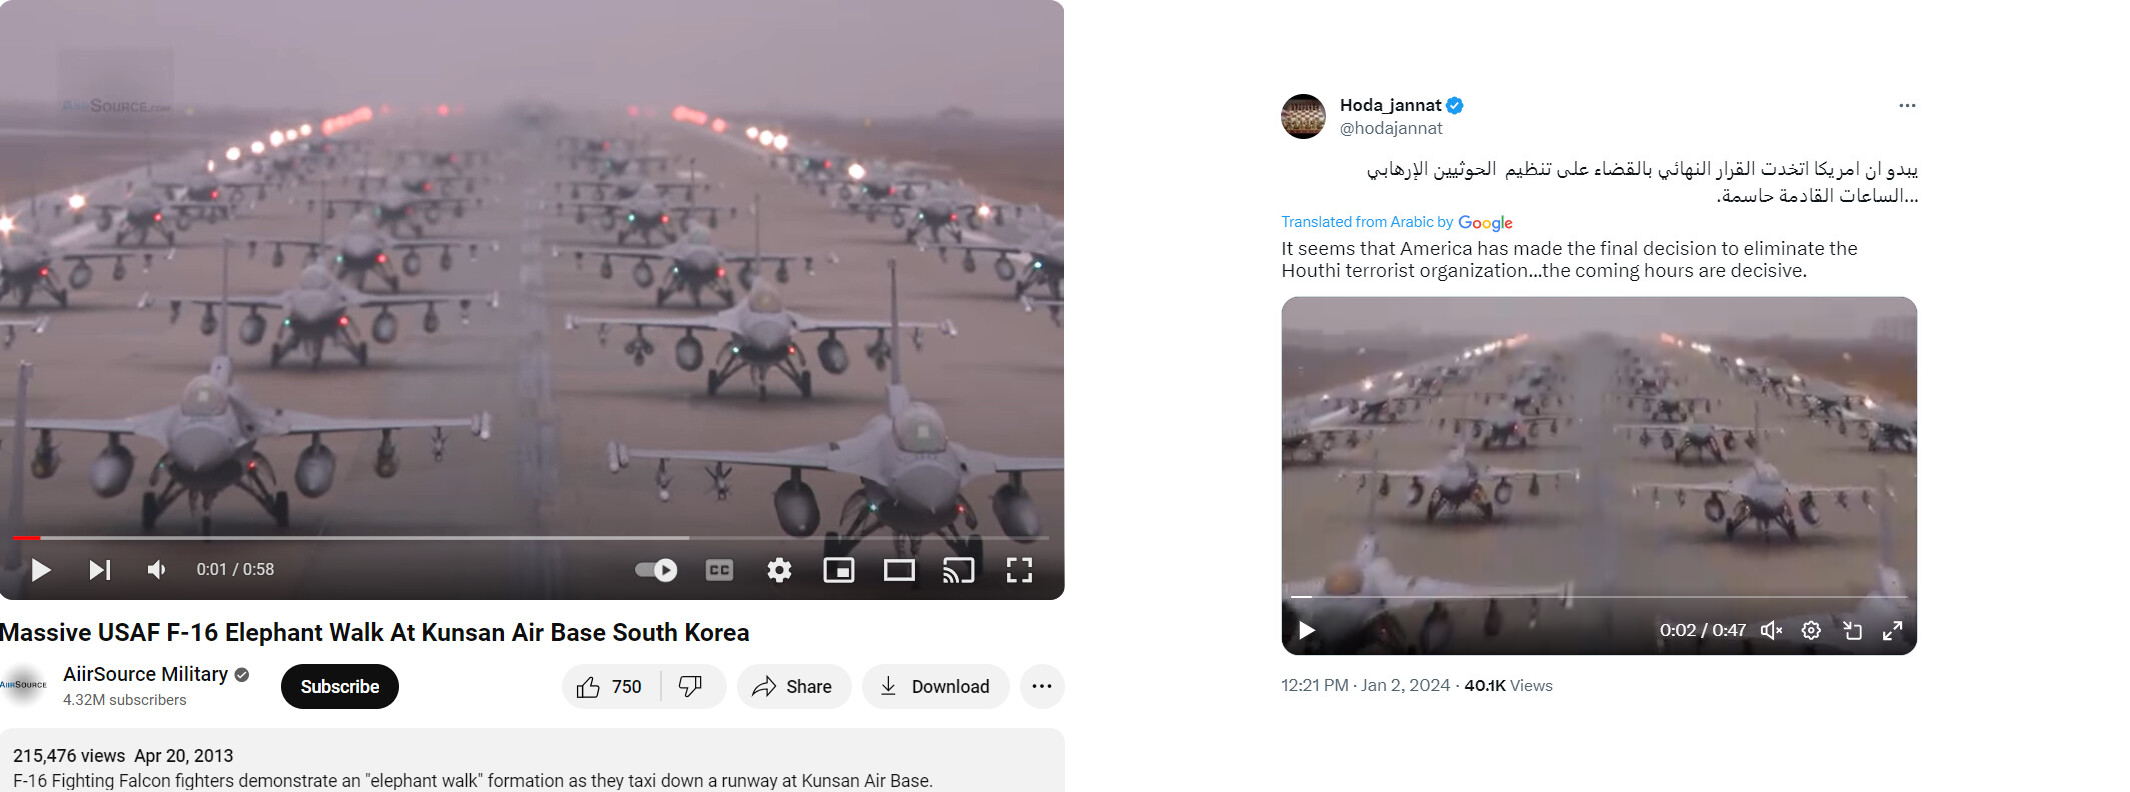 AiirSource.com
0:01 / 0:58
CC
Massive USAF F-16 Elephant Walk At Kunsan Air Base South Korea
AiirSource
AiirSource Military
4.32M subscribers
Subscribe
750
Share
Download
215,476 views Apr 20, 2013
F-16 Fighting Falcon fighters demonstrate an "elephant walk" formation as they taxi down a runway at Kunsan Air Base.
Hoda_jannat
@hodajannat
يبدو ان امريكا اتخدت القرار النهائي بالقضاء على تنظيم الحوثيين الإرهابي
...الساعات القادمة حاسمة.
Translated from Arabic by Google
It seems that America has made the final decision to eliminate the
Houthi terrorist organization...the coming hours are decisive.
0:02 / 0:47
12:21 PM · Jan 2, 2024 · 40.1K Views